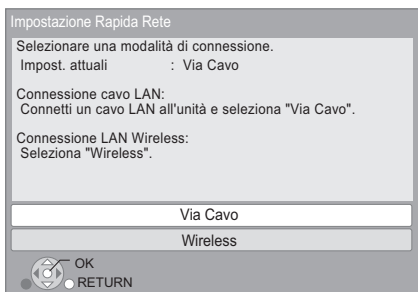 Impostazione Rapida Rete
Selezionare una modalità di connessione.
Impost. attuali : Via Cavo
Connessione cavo LAN:
Connetti un cavo LAN all'unità e seleziona "Via Cavo".
Connessione LAN Wireless:
Seleziona "Wireless".
Via Cavo
Wireless
OK
RETURN